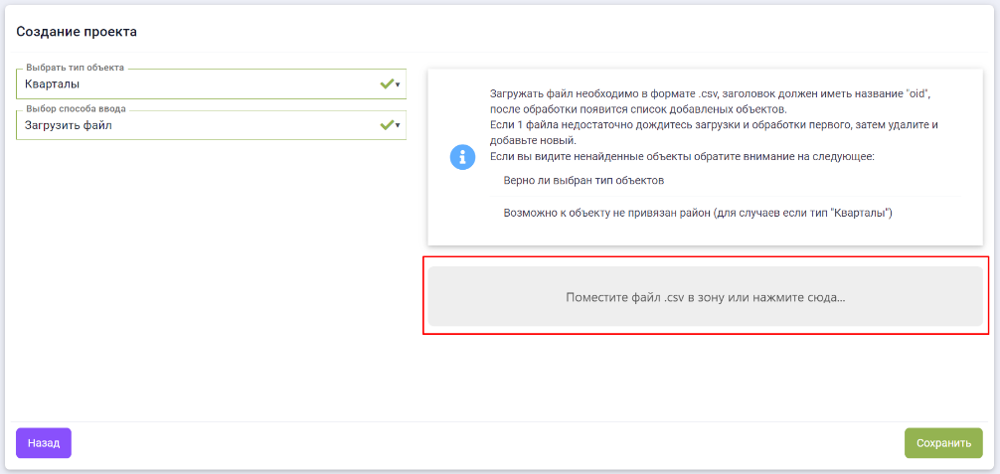 Создание проекта
Выбрать тип объекта
Кварталы
Выбор способа ввода
Загрузить файл
Загружать файл необходимо в формате .csv, заголовок должен иметь название "oid",
после обработки появится список добавленых объектов.
Если 1 файла недостаточно дождитесь загрузки и обработки первого, затем удалите и
добавьте новый.
Если вы видите ненайденные объекты обратите внимание на следующее:
Верно ли выбран тип объектов
Возможно к объекту не привязан район (для случаев если тип "Кварталы")
Поместите файл .csv в зону или нажмите сюда...
Назад
Сохранить